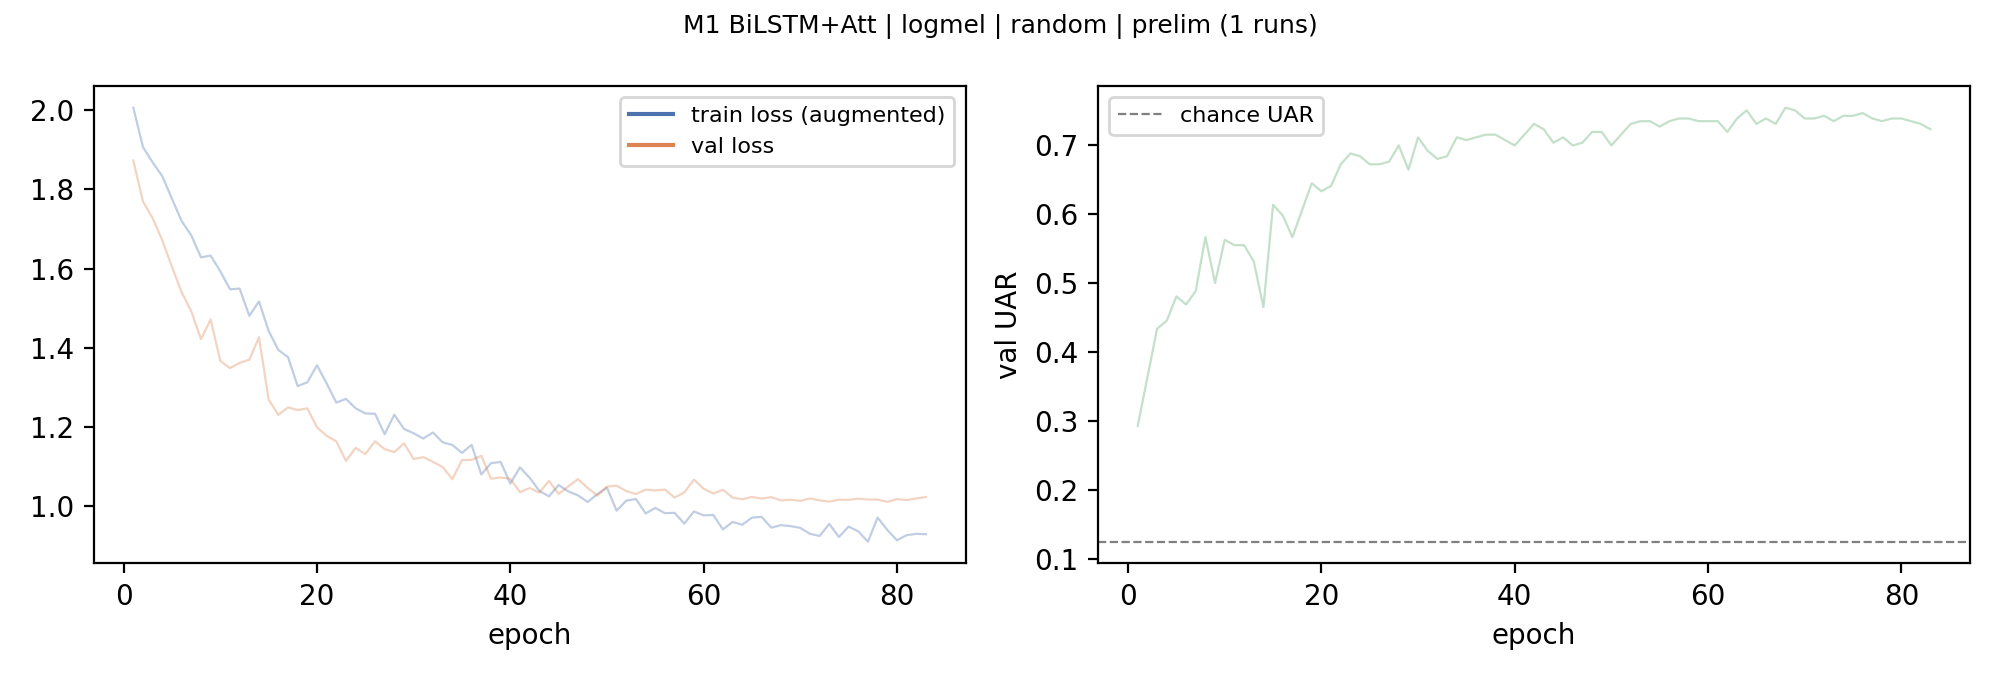 M1 BiLSTM+Att | logmel | random | prelim (1 runs)
train loss (augmented)
val loss
2.0
1.8
1.6
1.4
1.2
1.0
0 20 40 60 80
epoch
chance UAR
val UAR
0.7
0.6
0.5
0.4
0.3
0.2
0.1
0 20 40 60 80
epoch